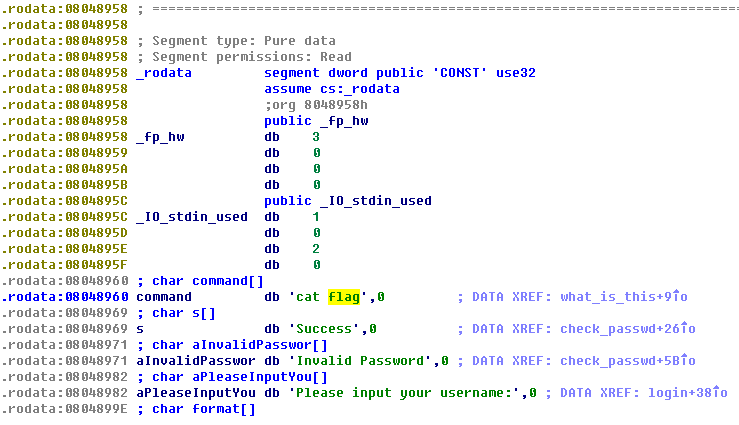 .rodata:08048958 ; ===========================================================================
.rodata:08048958
.rodata:08048958 ; Segment type: Pure data
.rodata:08048958 ; Segment permissions: Read
.rodata:08048958 _rodata segment dword public 'CONST' use32
.rodata:08048958 assume cs:_rodata
.rodata:08048958 ;org 8048958h
.rodata:08048958 public _fp_hw
.rodata:08048958 _fp_hw db 3
.rodata:08048959 db 0
.rodata:0804895A db 0
.rodata:0804895B db 0
.rodata:0804895C public _IO_stdin_used
.rodata:0804895C _IO_stdin_used db 1
.rodata:0804895D db 0
.rodata:0804895E db 2
.rodata:0804895F db 0
.rodata:08048960 ; char command[]
.rodata:08048960 command db 'cat flag',0 ; DATA XREF: what_is_this+9↑o
.rodata:08048969 ; char s[]
.rodata:08048969 s db 'Success',0 ; DATA XREF: check_passwd+26↑o
.rodata:08048971 ; char aInvalidPasswor[]
.rodata:08048971 aInvalidPasswor db 'Invalid Password',0 ; DATA XREF: check_passwd+5B↑o
.rodata:08048982 ; char aPleaseInputYou[]
.rodata:08048982 aPleaseInputYou db 'Please input your username:',0 ; DATA XREF: login+38↑o
.rodata:0804899E ; char format[]